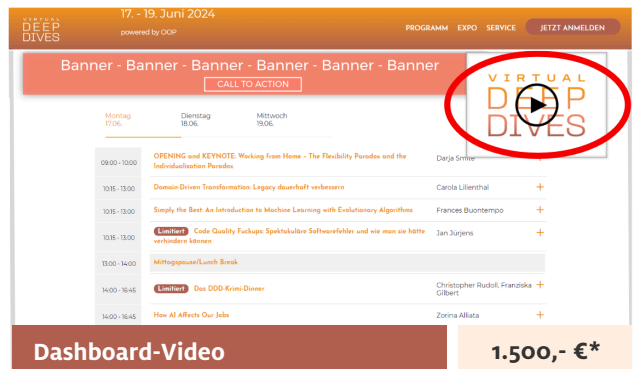 VIRTUAL
DEEP
DIVES
17. - 19. Juni 2024
powered by OOP
PROGRAMM EXPO SERVICE JETZT ANMELDEN
Banner - Banner - Banner - Banner - Banner - Banner
CALL TO ACTION
VIRTUAL
DEEP
DIVES
Montag
17.06.
Dienstag
18.06.
Mittwoch
19.06.
09:00 - 10:00 OPENING and KEYNOTE: Working from Home – The Flexibility Paradox and the
Individualisation Paradox Darja Smite
10:15 - 13:00 Domain-Driven Transformation: Legacy dauerhaft verbessern Carola Lilienthal +
10:15 - 13:00 Simply the Best: An Introduction to Machine Learning with Evolutionary Algorithms Frances Buontempo +
10:15 - 13:00 Limitiert Code Quality Fuckups: Spektakuläre Softwarefehler und wie man sie hätte
verhindern können Jan Jürjens +
13:00 - 14:00 Mittagspause/Lunch Break
14:00 - 16:45 Limitiert Das DDD-Krimi-Dinner Christopher Rudoll, Franziska
Gilbert +
14:00 - 16:45 How AI Affects Our Jobs Zorina Alliata +
Dashboard-Video 1.500,- €*